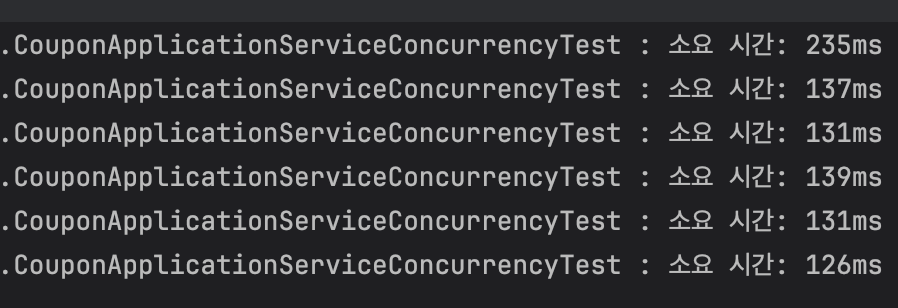 .CouponApplicationServiceConcurrencyTest : 소요 시간: 235ms
.CouponApplicationServiceConcurrencyTest : 소요 시간: 137ms
.CouponApplicationServiceConcurrencyTest : 소요 시간: 131ms
.CouponApplicationServiceConcurrencyTest : 소요 시간: 139ms
.CouponApplicationServiceConcurrencyTest : 소요 시간: 131ms
.CouponApplicationServiceConcurrencyTest : 소요 시간: 126ms